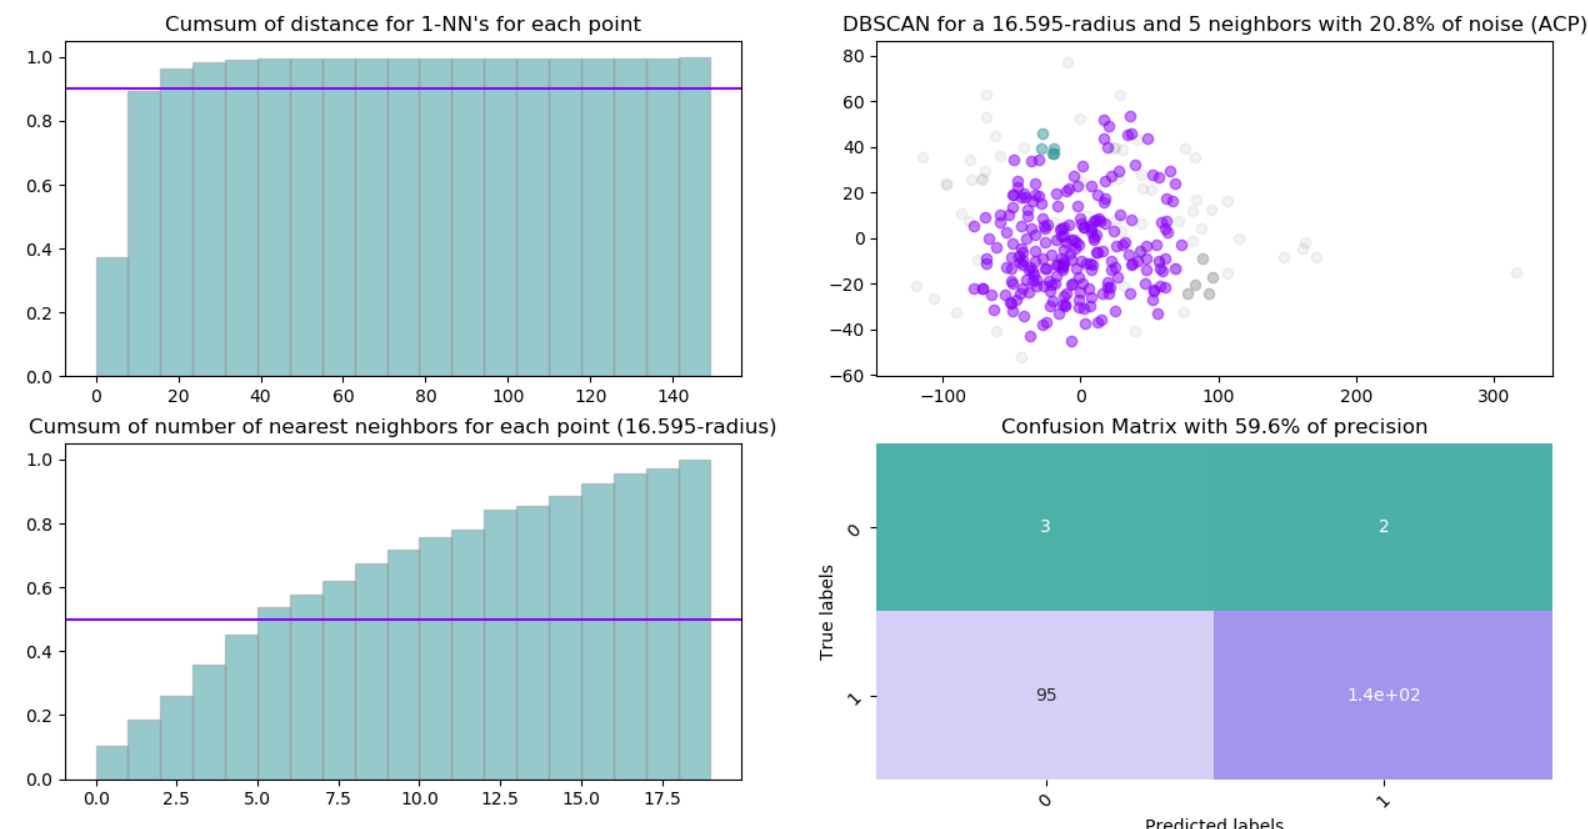 Cumsum of distance for 1-NN's for each point
1.0
0.8
0.6
0.4
0.2
0.0
0 20 40 60 80 100 120 140
DBSCAN for a 16.595-radius and 5 neighbors with 20.8% of noise (ACP)
80
60
40
20
0
−20
−40
−60
−100 0 100 200 300
Cumsum of number of nearest neighbors for each point (16.595-radius)
1.0
0.8
0.6
0.4
0.2
0.0
0.0 2.5 5.0 7.5 10.0 12.5 15.0 17.5
Confusion Matrix with 59.6% of precision
True labels
0
3 2
1
95 1.4e+02
0 1
Predicted labels